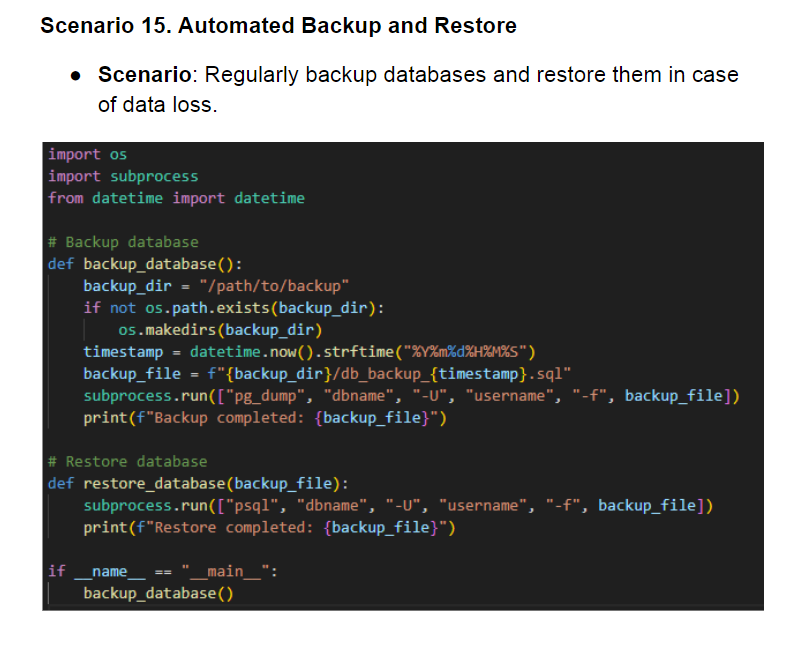 Scenario 15. Automated Backup and Restore
● Scenario: Regularly backup databases and restore them in case
of data loss.
import os
import subprocess
from datetime import datetime

# Backup database
def backup_database():
    backup_dir = "/path/to/backup"
    if not os.path.exists(backup_dir):
        os.makedirs(backup_dir)
    timestamp = datetime.now().strftime("%Y%m%d%H%M%S")
    backup_file = f"{backup_dir}/db_backup_{timestamp}.sql"
    subprocess.run(["pg_dump", "dbname", "-U", "username", "-f", backup_file])
    print(f"Backup completed: {backup_file}")

# Restore database
def restore_database(backup_file):
    subprocess.run(["psql", "dbname", "-U", "username", "-f", backup_file])
    print(f"Restore completed: {backup_file}")

if __name__ == "__main__":
    backup_database()